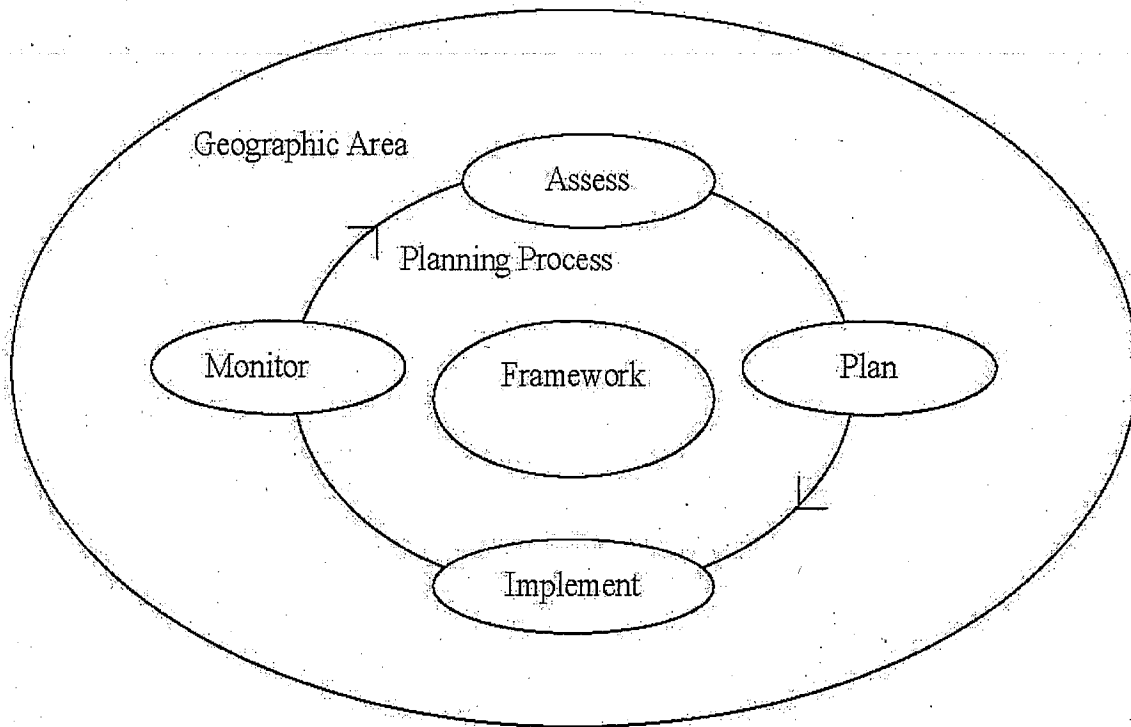 Geographic Area
Assess
Planning Process
Monitor
Framework
Plan
Implement